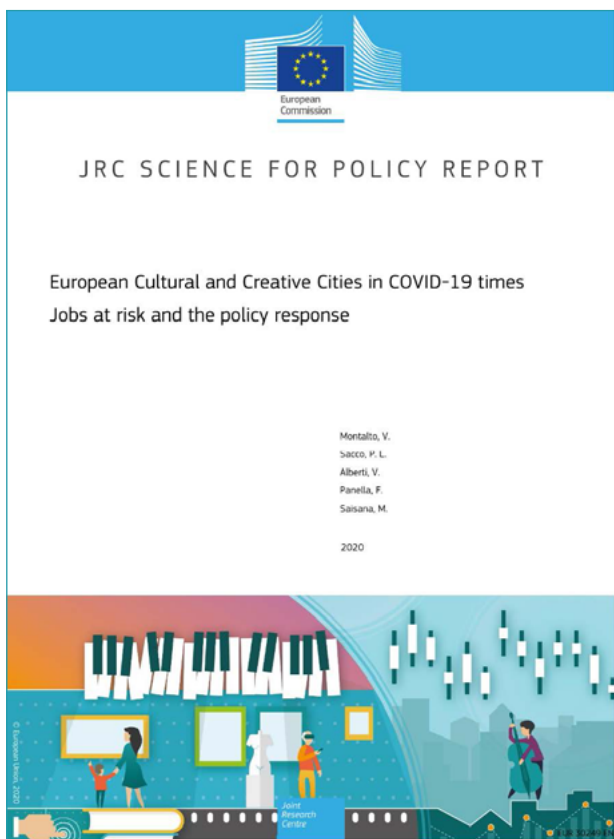 European
Commission
JRC SCIENCE FOR POLICY REPORT
European Cultural and Creative Cities in COVID-19 times
Jobs at risk and the policy response
Montalto, V.
Sacco, P. L.
Alberti, V.
Panella, F.
Saisana, M.
2020
© European Union, 2020
Joint
Research
Centre